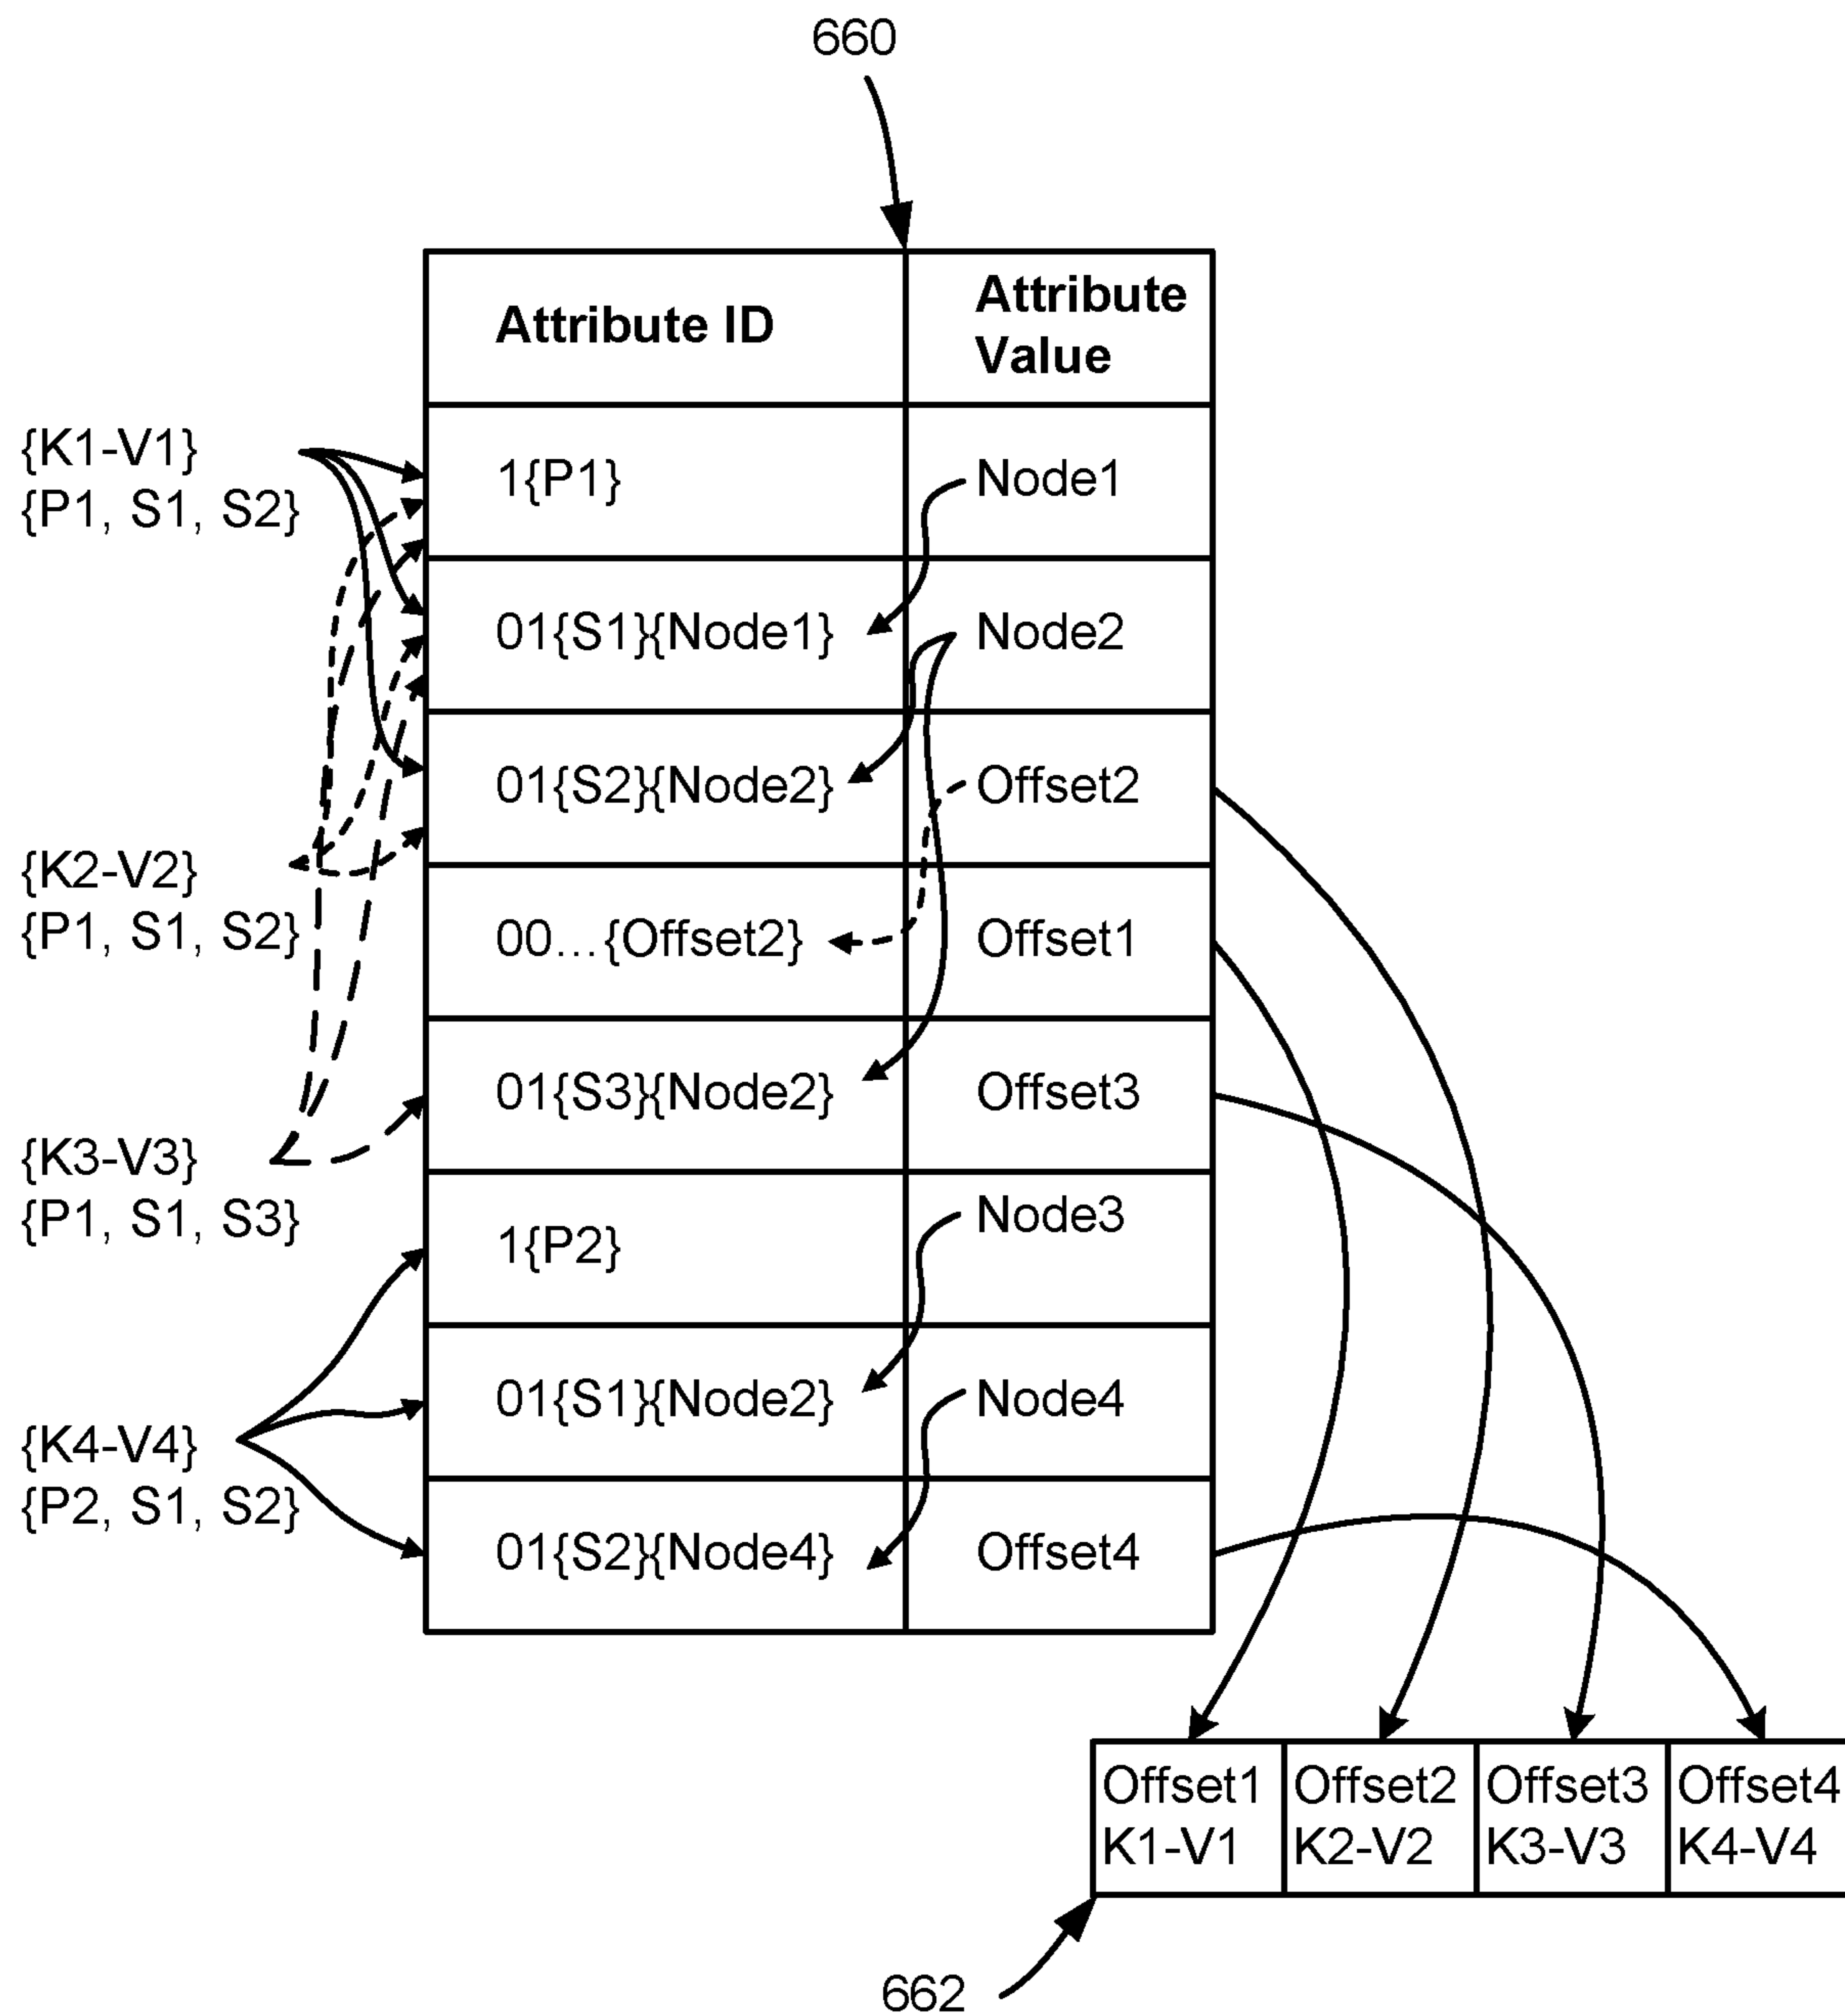 660
Attribute ID
Attribute
Value
{K1-V1}
{P1, S1, S2}
1{P1}
Node1
01{S1}{Node1}
Node2
01{S2}{Node2}
Offset2
{K2-V2}
{P1, S1, S2}
00...{Offset2}
Offset1
01{S3}{Node2}
Offset3
{K3-V3}
{P1, S1, S3}
1{P2}
Node3
01{S1}{Node2}
Node4
{K4-V4}
{P2, S1, S2}
01{S2}{Node4}
Offset4
Offset1
K1-V1
Offset2
K2-V2
Offset3
K3-V3
Offset4
K4-V4
662